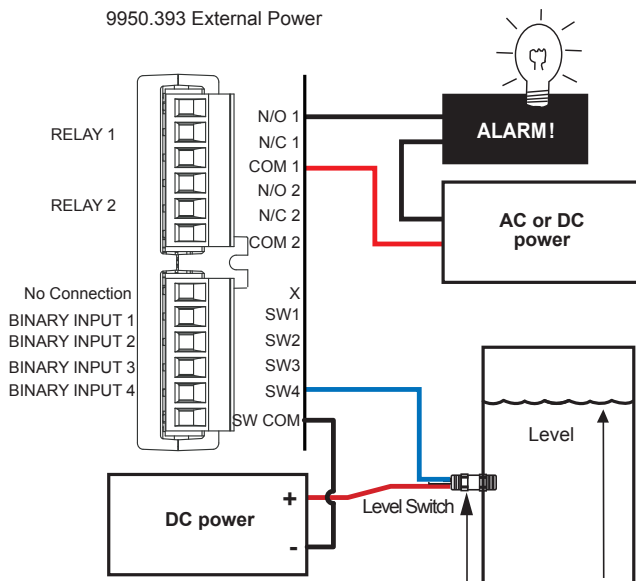 9950.393 External Power
RELAY 1
RELAY 2
N/O 1
N/C 1
COM 1
N/O 2
N/C 2
COM 2
ALARM!
AC or DC
power
No Connection
BINARY INPUT 1
BINARY INPUT 2
BINARY INPUT 3
BINARY INPUT 4
X
SW1
SW2
SW3
SW4
SW COM
Level
Level Switch
DC power
+
-